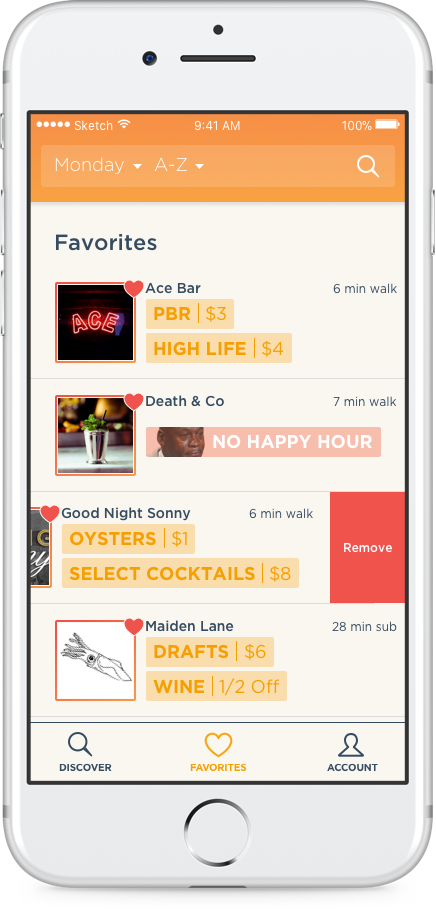 Sketch 9:41 AM 100%
Monday A-Z
Favorites
Ace Bar 6 min walk
ACE
PBR | $3
HIGH LIFE | $4
Death & Co 7 min walk
NO HAPPY HOUR
Good Night Sonny 6 min walk
OYSTERS | $1
Remove
SELECT COCKTAILS | $8
Maiden Lane 28 min sub
DRAFTS | $6
WINE | 1/2 Off
DISCOVER FAVORITES ACCOUNT